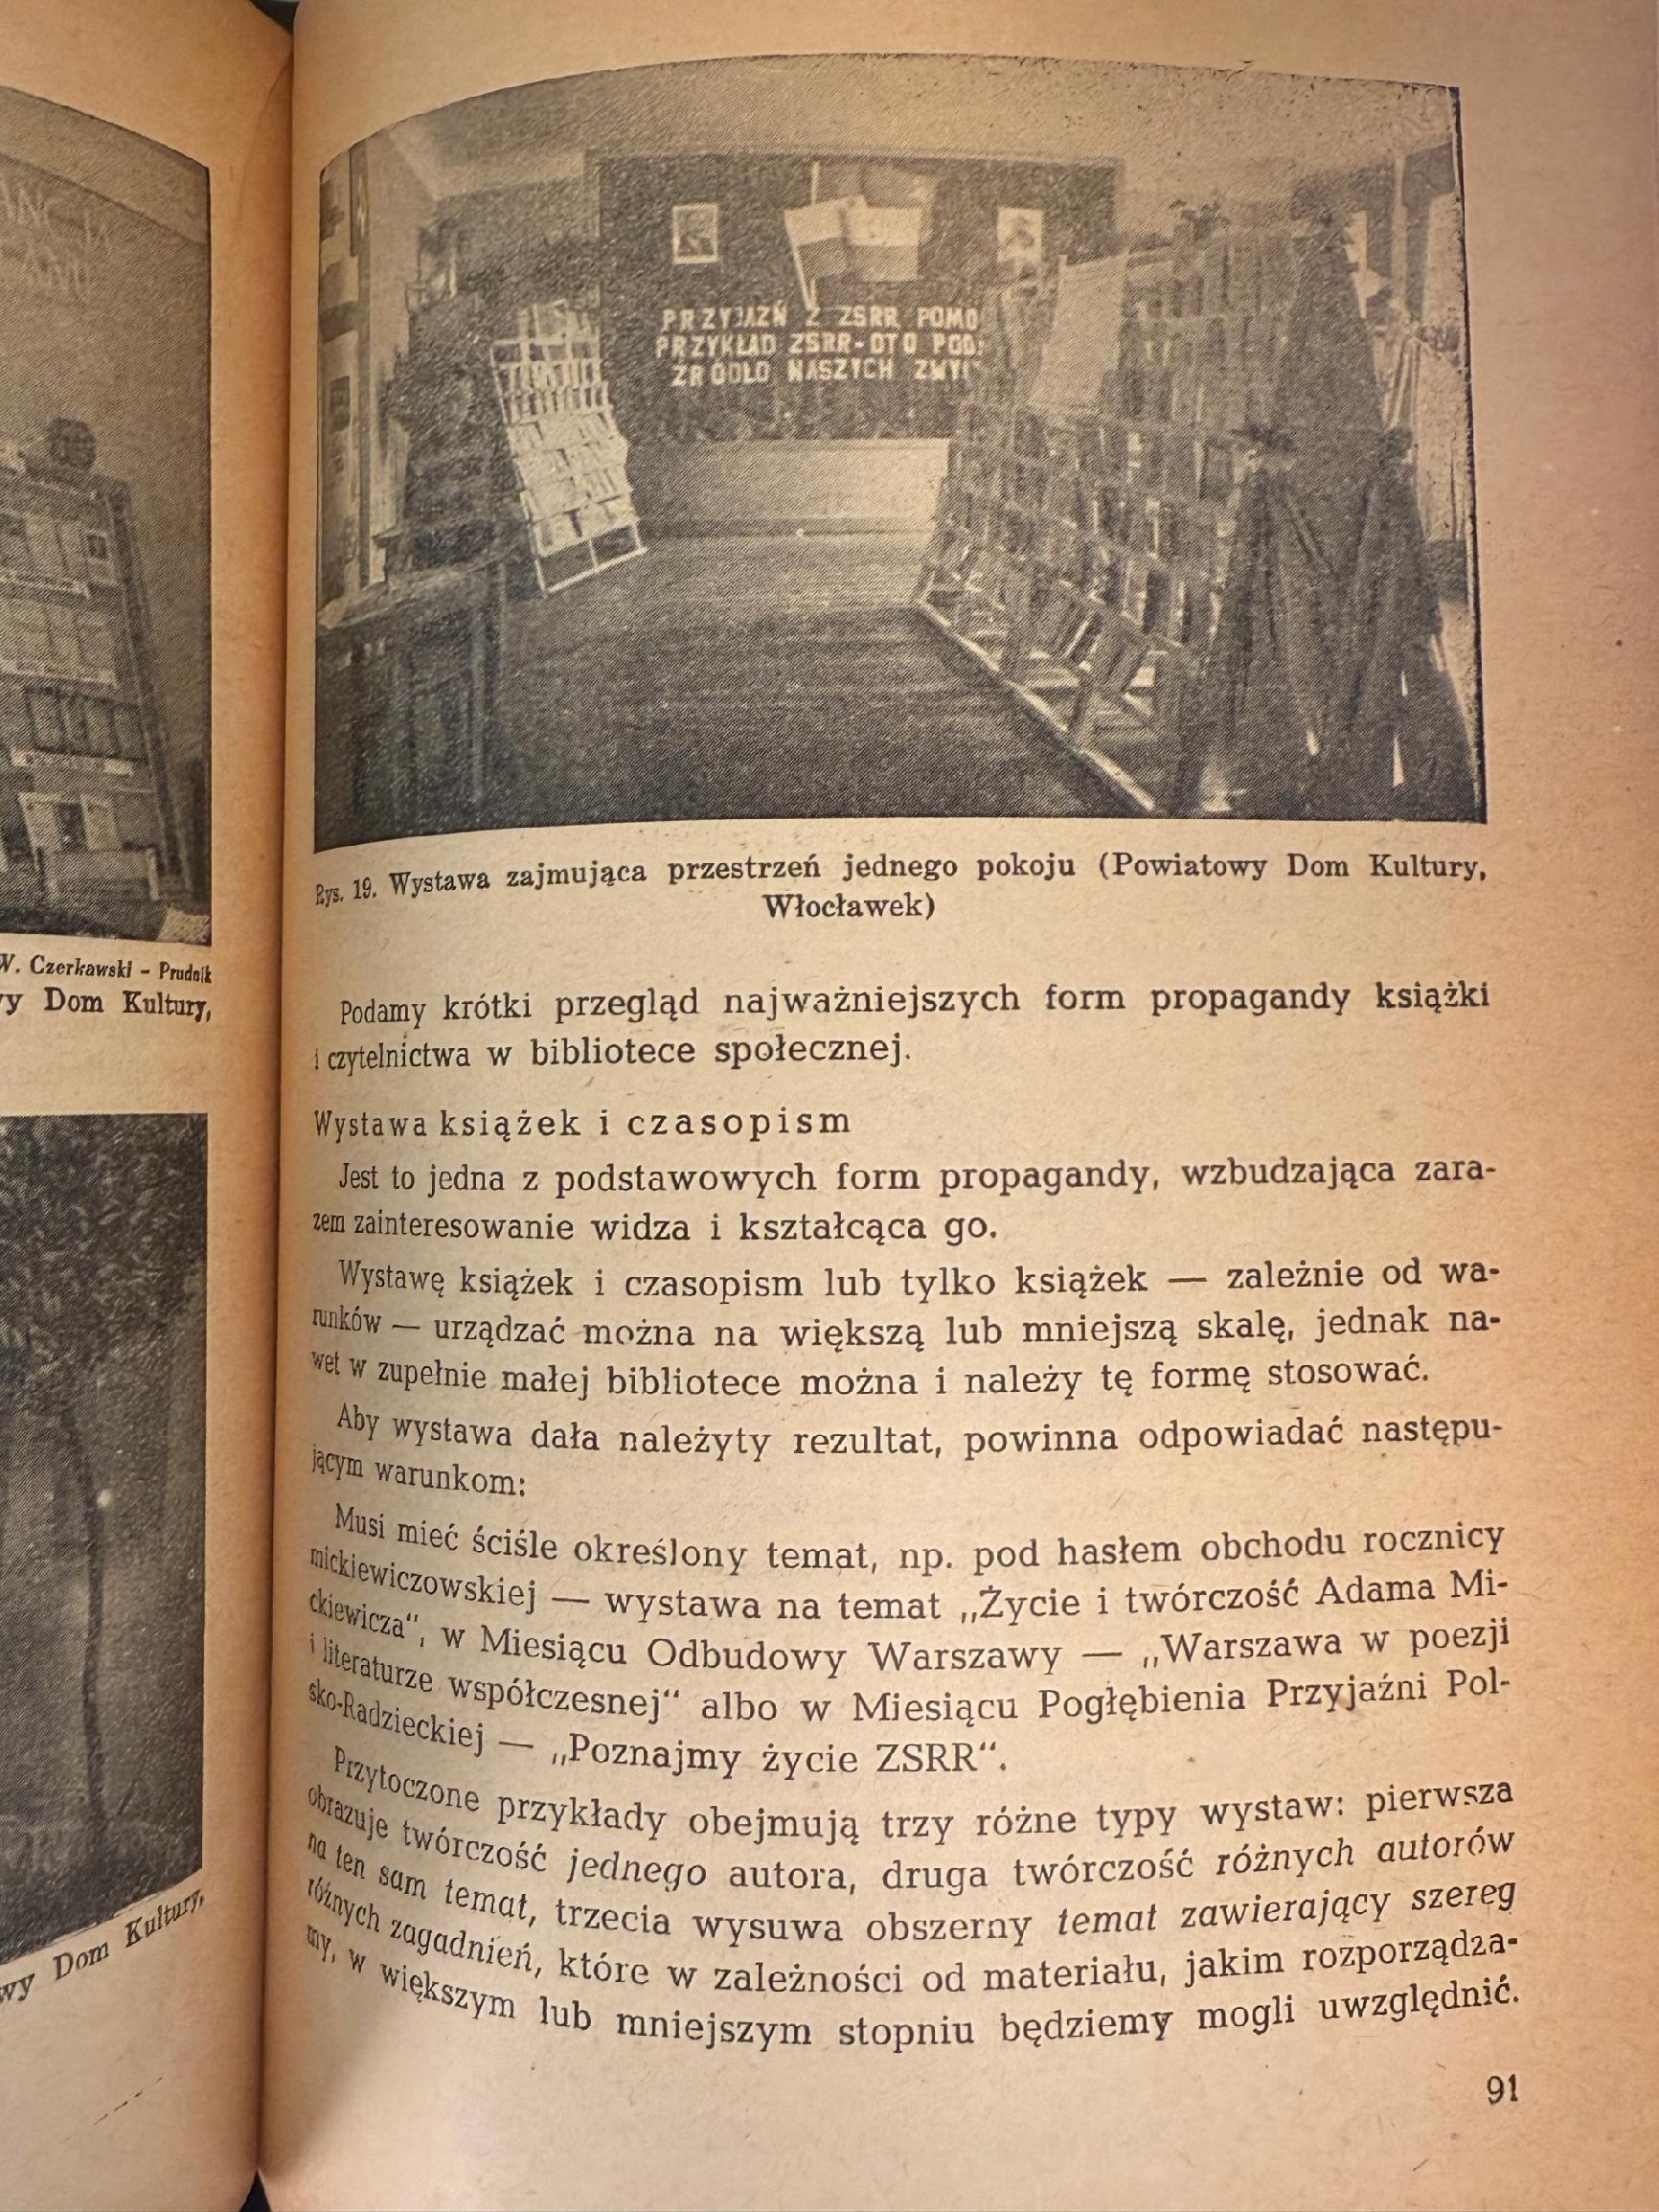 W. Czerkawski – Prudnik
Dom Kultury,
Dom Kultury,
PRZYJAŹŃ Z ZSRR POMO
PRZYKŁAD ZSRR-OTO
ŹRÓDŁO NASZYCH
Rys. 19. Wystawa zajmująca przestrzeń jednego pokoju (Powiatowy Dom Kultury,
Włocławek)
Podamy krótki przegląd najważniejszych form propagandy książki
i czytelnictwa w bibliotece społecznej.
Wystawa książek i czasopism
Jest to jedna z podstawowych form propagandy, wzbudzająca zara-
zem zainteresowanie widza i kształcąca go.
Wystawę książek i czasopism lub tylko książek — zależnie od wa-
runków — urządzać można na większą lub mniejszą skalę, jednak na-
wet w zupełnie małej bibliotece można i należy tę formę stosować.
Aby wystawa dała należyty rezultat, powinna odpowiadać następu-
jącym warunkom:
Musi mieć ściśle określony temat, np. pod hasłem obchodu rocznicy
mickiewiczowskiej — wystawa na temat „Życie i twórczość Adama Mi-
ckiewicza“, w Miesiącu Odbudowy Warszawy — „Warszawa w poezji
i literaturze współczesnej“ albo w Miesiącu Pogłębienia Przyjaźni Pol-
sko-Radzieckiej — „Poznajmy życie ZSRR“.
Przytoczone przykłady obejmują trzy różne typy wystaw: pierwsza
obrazuje twórczość jednego autora, druga twórczość różnych autorów
na ten sam temat, trzecia wysuwa obszerny temat zawierający szereg
różnych zagadnień, które w zależności od materiału, jakim rozporządza-
my, w większym lub mniejszym stopniu będziemy mogli uwzględnić.
91